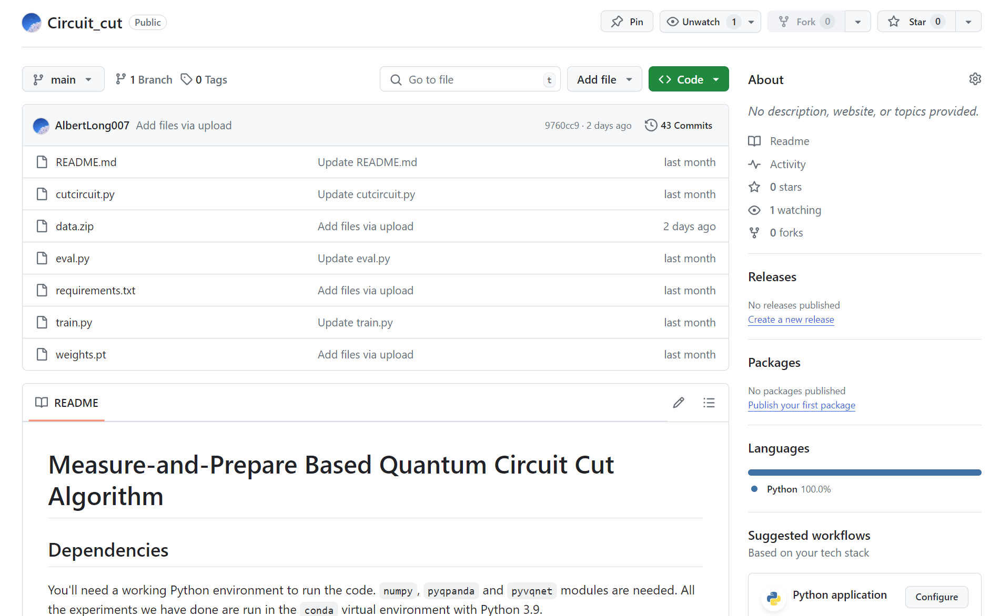 Circuit_cut Public Pin Unwatch 1 Fork 0 Star 0
main 1 Branch 0 Tags Go to file t Add file <> Code
AlbertLong007 Add files via upload 9760cc9 · 2 days ago 43 Commits
README.md Update README.md last month
cutcircuit.py Update cutcircuit.py last month
data.zip Add files via upload 2 days ago
eval.py Update eval.py last month
requirements.txt Add files via upload last month
train.py Update train.py last month
weights.pt Add files via upload last month
README
Measure-and-Prepare Based Quantum Circuit Cut
Algorithm
Dependencies
You'll need a working Python environment to run the code. numpy, pyqpanda and pyvqnet modules are needed. All
the experiments we have done are run in the conda virtual environment with Python 3.9.
About
No description, website, or topics provided.
Readme
Activity
0 stars
1 watching
0 forks
Releases
No releases published
Create a new release
Packages
No packages published
Publish your first package
Languages
Python 100.0%
Suggested workflows
Based on your tech stack
Python application Configure